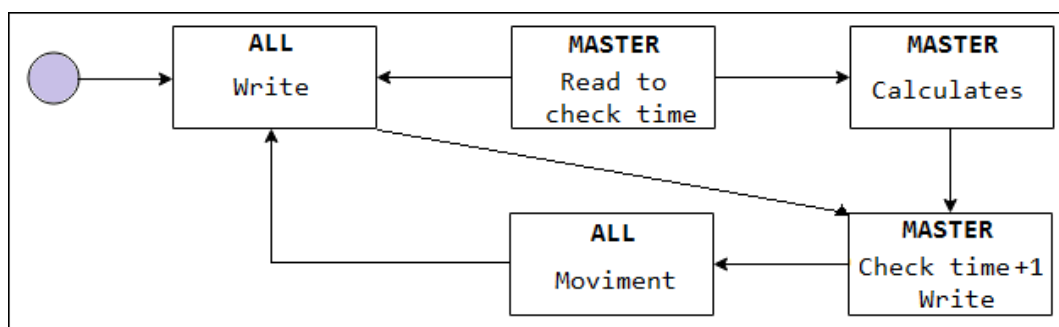 ALL
Write
MASTER
Read to
check time
MASTER
Calculates
ALL
Moviment
MASTER
Check time+1
Write